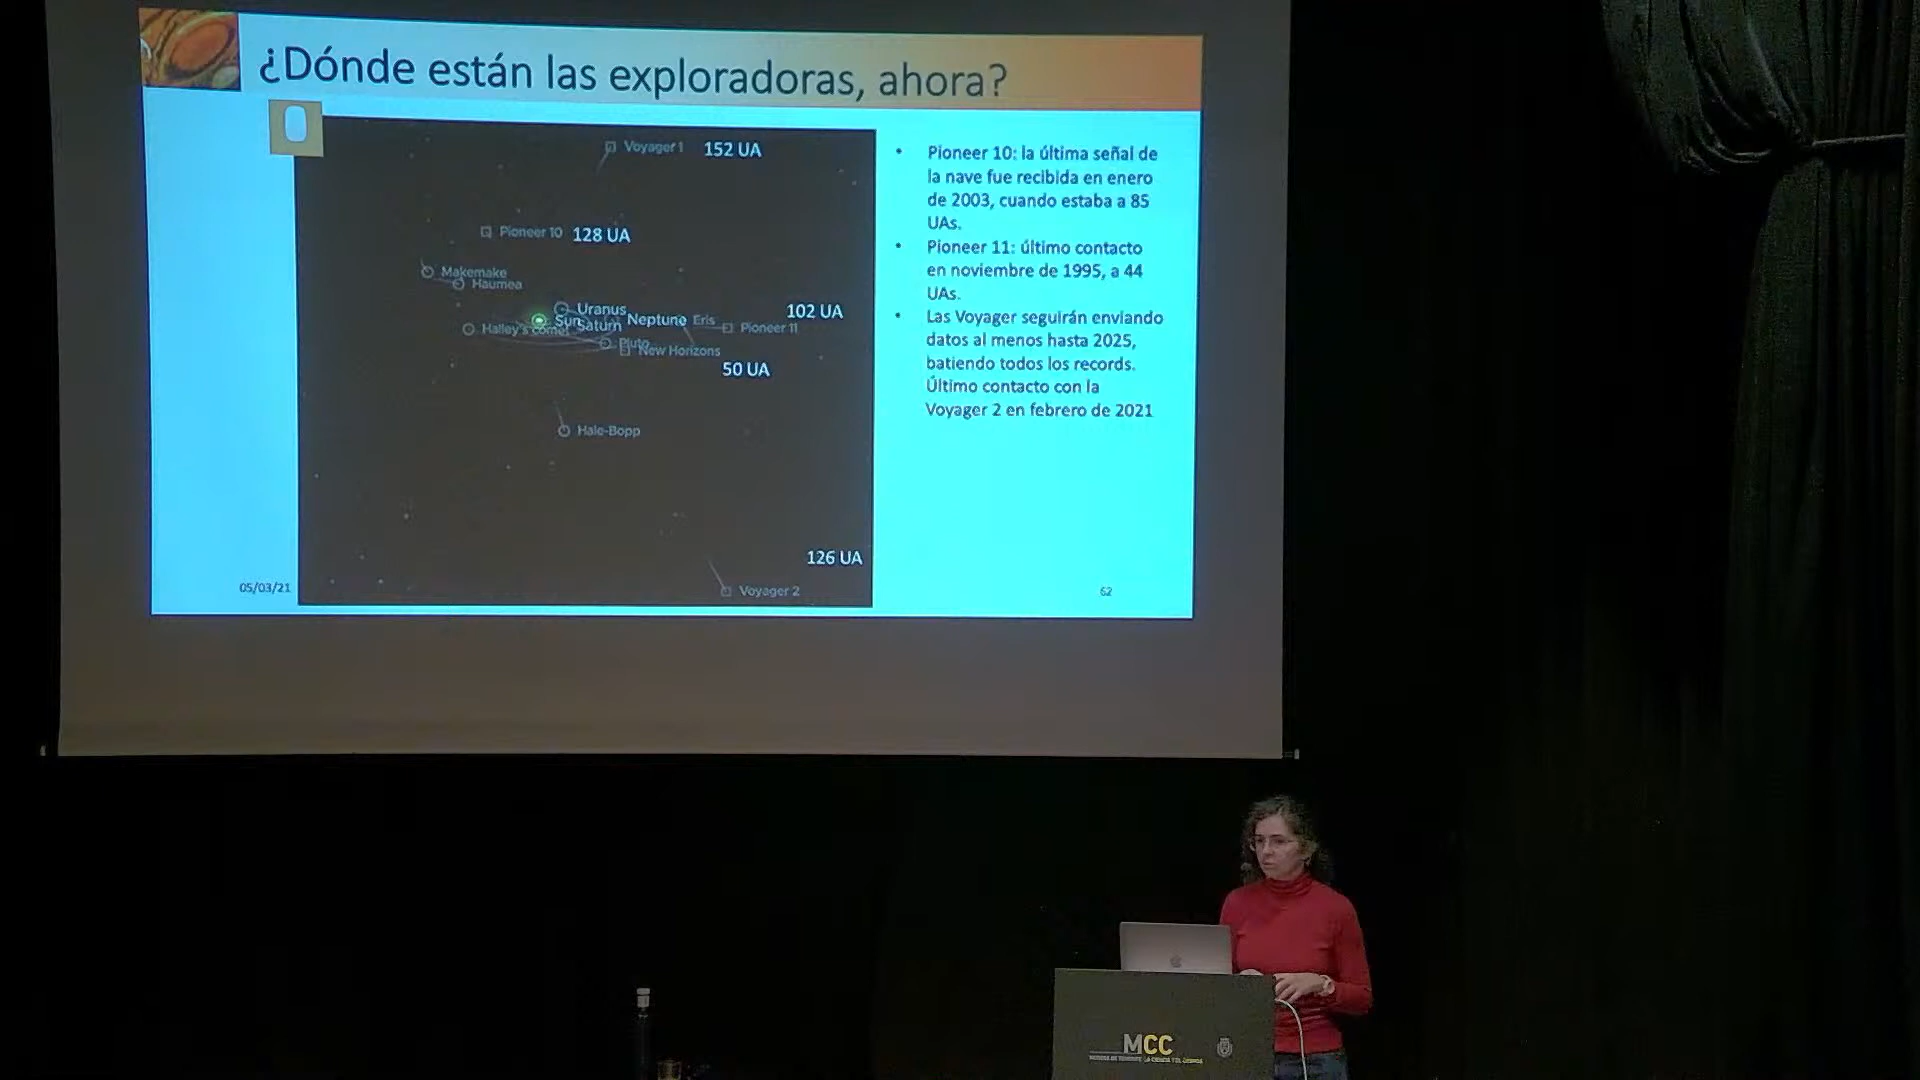 ¿Dónde están las exploradoras, ahora?
Voyager 1 152 UA
Pioneer 10 128 UA
Makemake
Haumea
Uranus
Sun
Saturn
Neptune
Eris
Halley's comet
Pluto
New Horizons
50 UA
102 UA
Pioneer 11
Hale-Bopp
126 UA
Voyager 2
• Pioneer 10: la última señal de
la nave fue recibida en enero
de 2003, cuando estaba a 85
UAs.
• Pioneer 11: último contacto
en noviembre de 1995, a 44
UAs.
• Las Voyager seguirán enviando
datos al menos hasta 2025,
batiendo todos los records.
Último contacto con la
Voyager 2 en febrero de 2021
05/03/21
62
MCC